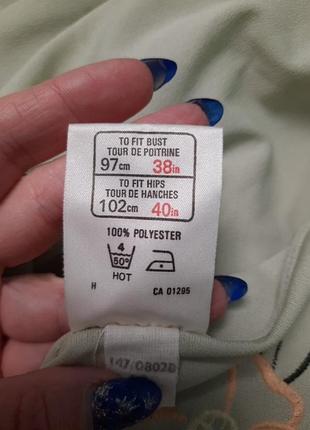 TO FIT BUST
TOUR DE POITRINE
97cm 38in
TO FIT HIPS
TOUR DE HANCHES
102cm 40in
100% POLYESTER
4
50°
HOT
H CA 01295
147/0802B